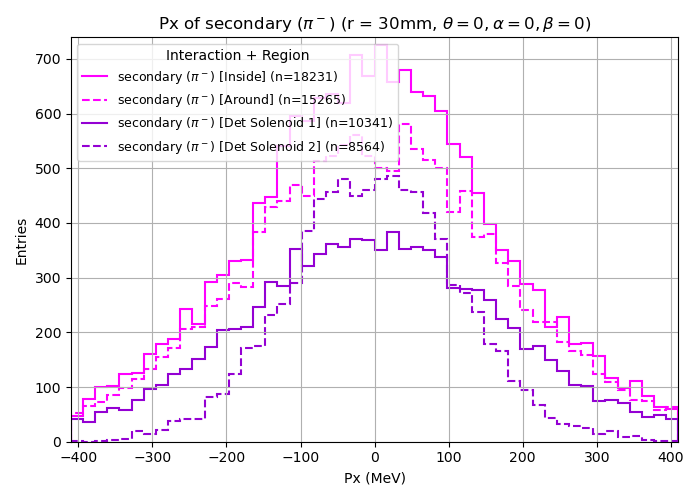 Px of secondary (π⁻) (r = 30mm, θ = 0, α = 0, β = 0)
Interaction + Region
secondary (π⁻) [Inside] (n=18231)
secondary (π⁻) [Around] (n=15265)
secondary (π⁻) [Det Solenoid 1] (n=10341)
secondary (π⁻) [Det Solenoid 2] (n=8564)
Entries
700
600
500
400
300
200
100
0
−400 −300 −200 −100 0 100 200 300 400
Px (MeV)